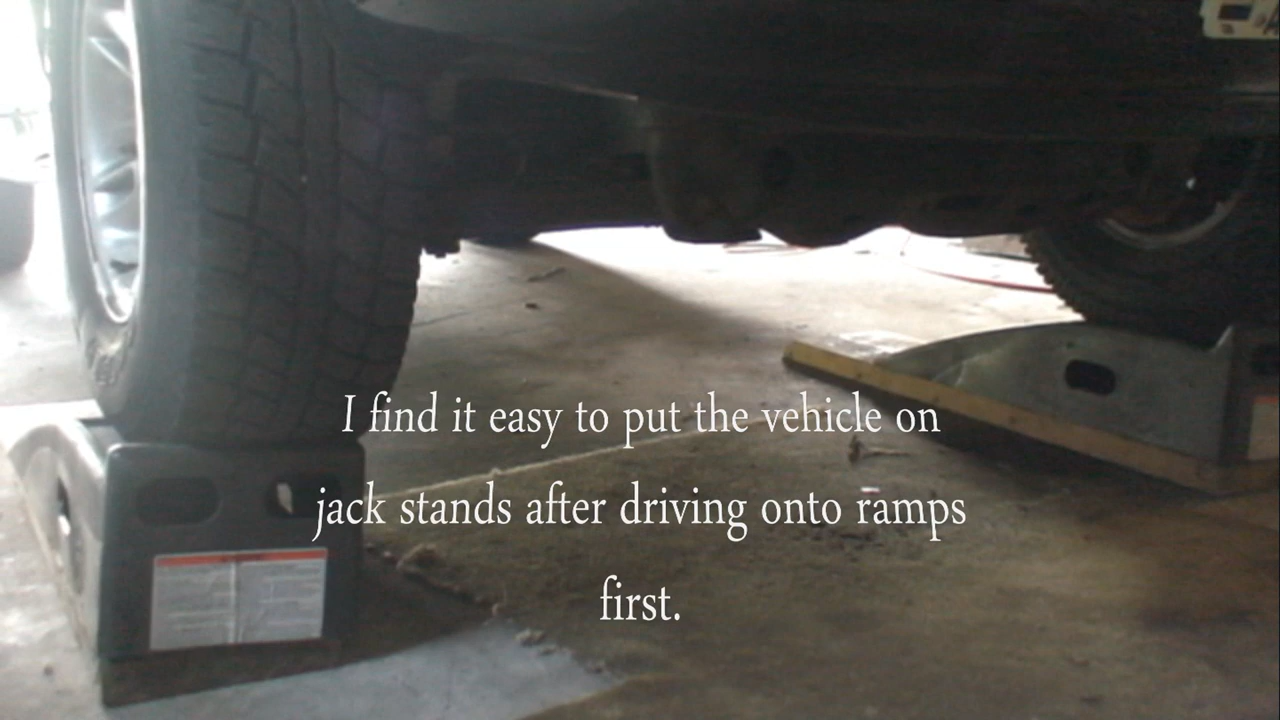 I find it easy to put the vehicle on
jack stands after driving onto ramps
first.